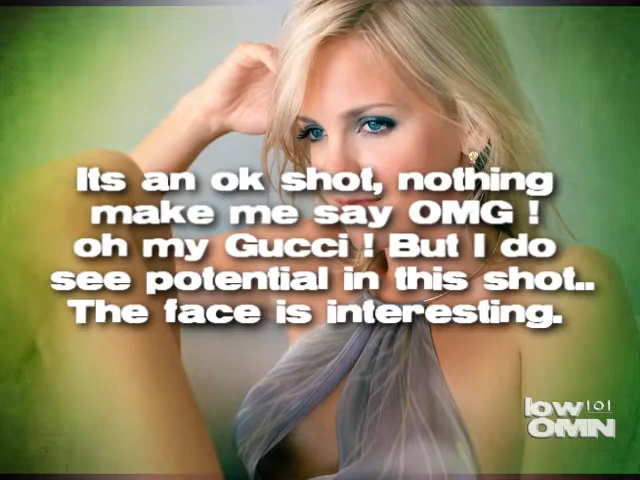 Its an ok shot, nothing
make me say OMG !
oh my Gucci ! But I do
see potential in this shot..
The face is interesting.
low 101
OMN